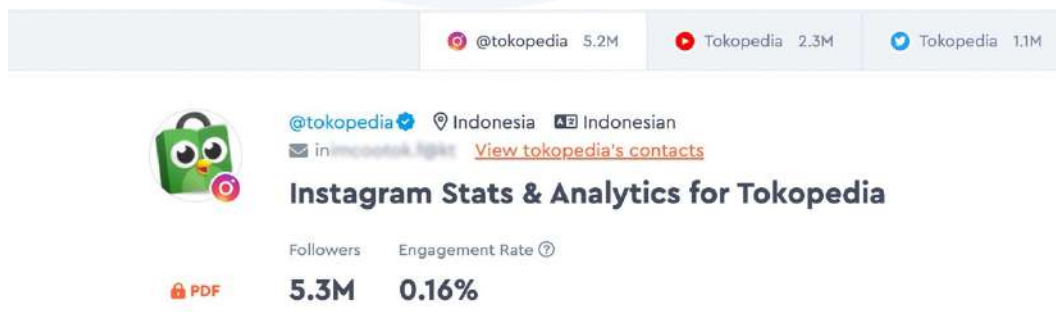 @tokopedia 5.2M Tokopedia 2.3M Tokopedia 1.1M
@tokopedia Indonesia Indonesian
View tokopedia's contacts
Instagram Stats & Analytics for Tokopedia
Followers Engagement Rate
PDF 5.3M 0.16%